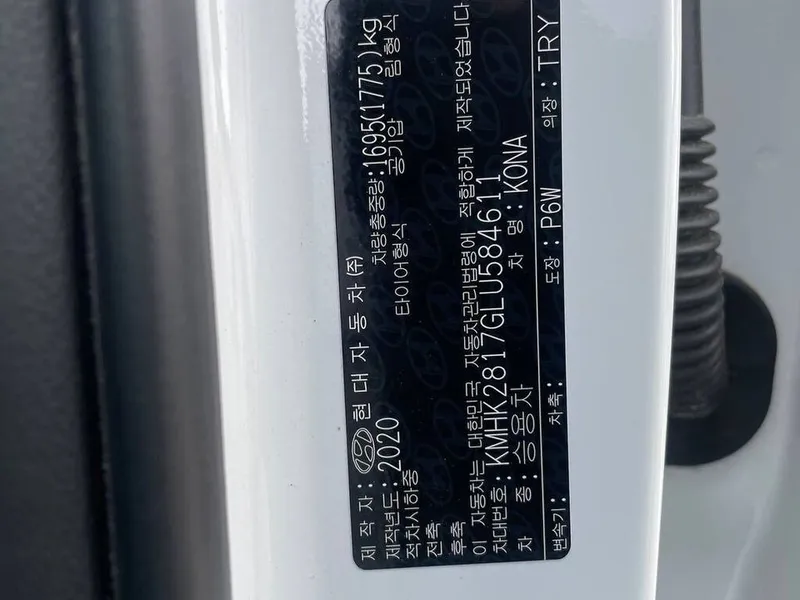 제 작 자 : 현 대 자 동 차 (주)
제작년도 : 2020 차량총중량 : 1695(1775)kg
적차시하중 타이어형식 공기압 림형식
전축
후축
이 자동차는 대한민국 자동차관리법령에 적합하게 제작되었습니다
차대번호 : KMHK2817GLU584611
차 종 : 승용차 차 명 : KONA
변속기 : 차축 : 도장 : P6W 의장 : TRY